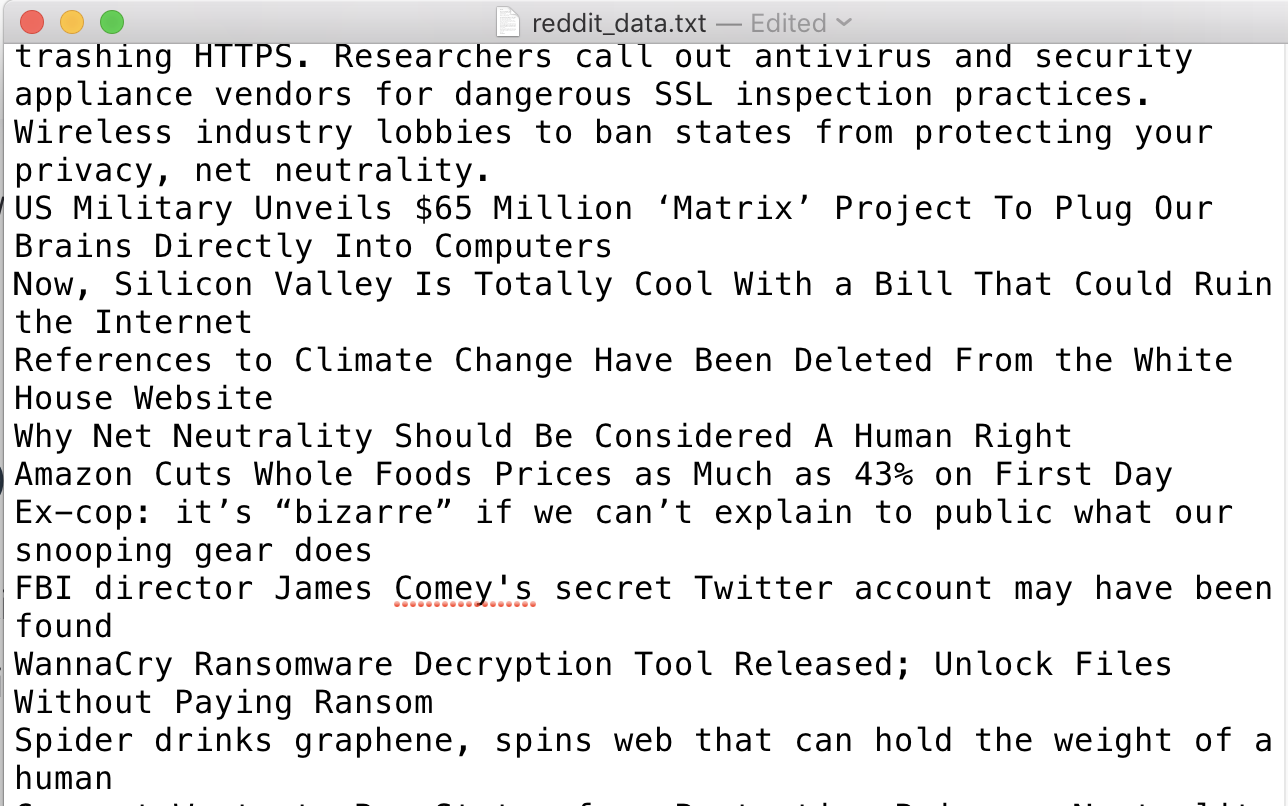 reddit_data.txt — Edited
trashing HTTPS. Researchers call out antivirus and security
appliance vendors for dangerous SSL inspection practices.
Wireless industry lobbies to ban states from protecting your
privacy, net neutrality.
US Military Unveils $65 Million ‘Matrix’ Project To Plug Our
Brains Directly Into Computers
Now, Silicon Valley Is Totally Cool With a Bill That Could Ruin
the Internet
References to Climate Change Have Been Deleted From the White
House Website
Why Net Neutrality Should Be Considered A Human Right
Amazon Cuts Whole Foods Prices as Much as 43% on First Day
Ex-cop: it’s “bizarre” if we can’t explain to public what our
snooping gear does
FBI director James Comey's secret Twitter account may have been
found
WannaCry Ransomware Decryption Tool Released; Unlock Files
Without Paying Ransom
Spider drinks graphene, spins web that can hold the weight of a
human